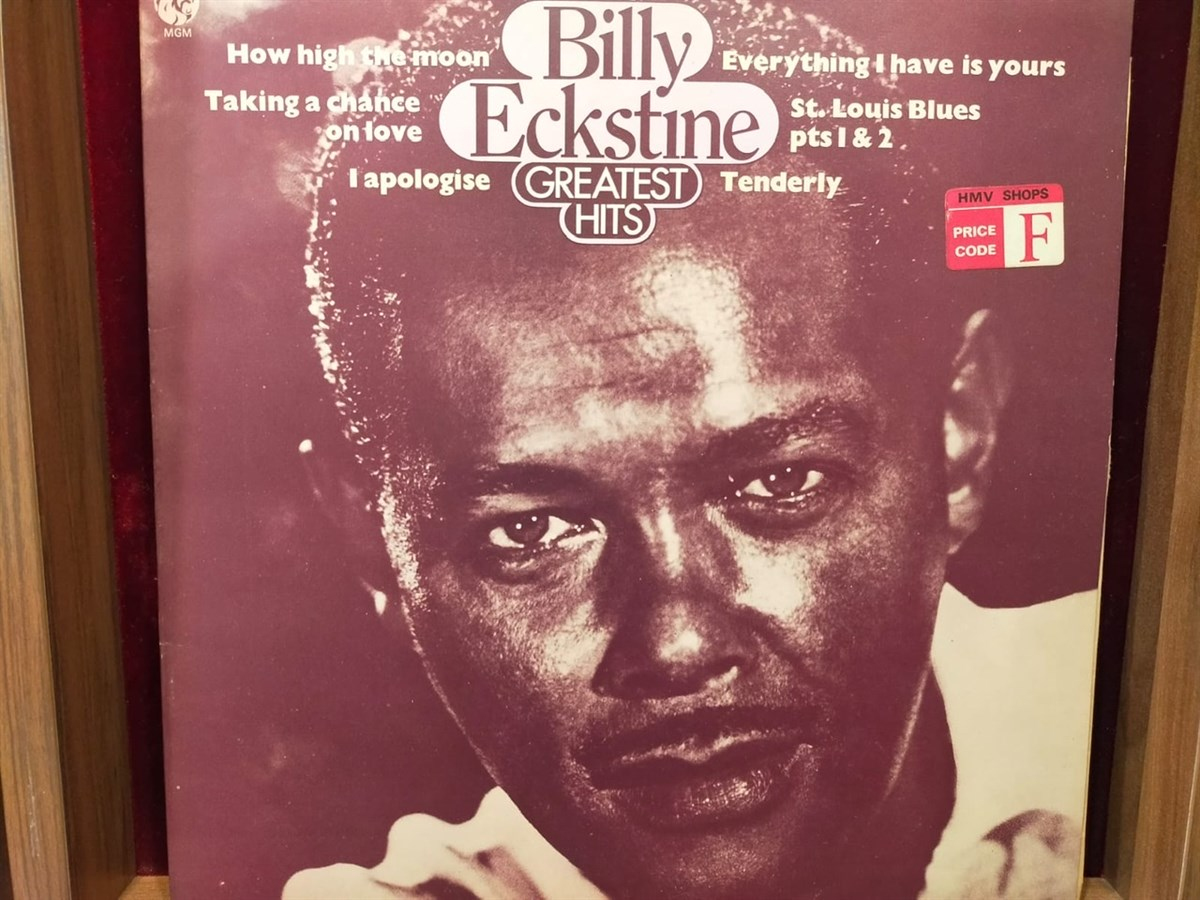 MGM
Billy
Eckstine
GREATEST
HITS
How high the moon
Taking a chance
on love
I apologise
Everything I have is yours
St. Louis Blues
pts 1 & 2
Tenderly
HMV SHOPS
PRICE
CODE
F